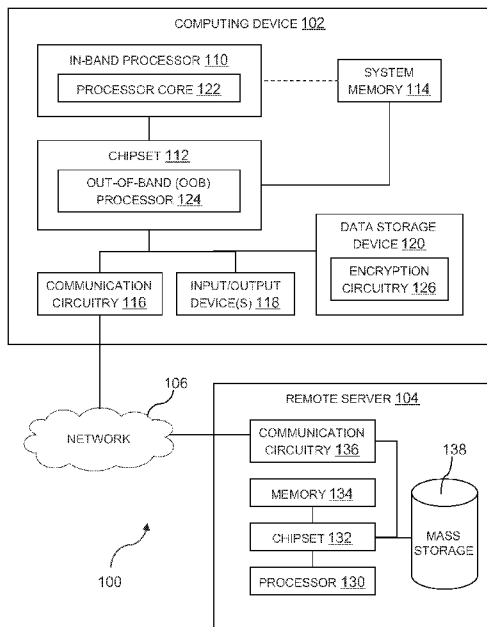 COMPUTING DEVICE 102
IN-BAND PROCESSOR 110
PROCESSOR CORE 122
SYSTEM
MEMORY 114
CHIPSET 112
OUT-OF-BAND (OOB)
PROCESSOR 124
DATA STORAGE
DEVICE 120
ENCRYPTION
CIRCUITRY 126
COMMUNICATION
CIRCUITRY 116
INPUT/OUTPUT
DEVICE(S) 118
106
NETWORK
REMOTE SERVER 104
COMMUNICATION
CIRCUITRY 136
138
MEMORY 134
CHIPSET 132
MASS
STORAGE
PROCESSOR 130
100